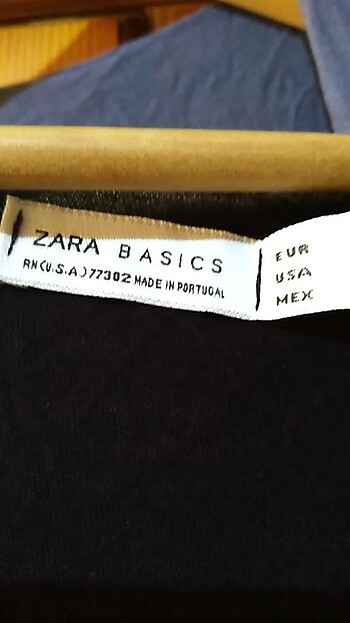 ZARA BASICS
RN(U.S.A.)77302 MADE IN PORTUGAL
EUR
USA
MEX